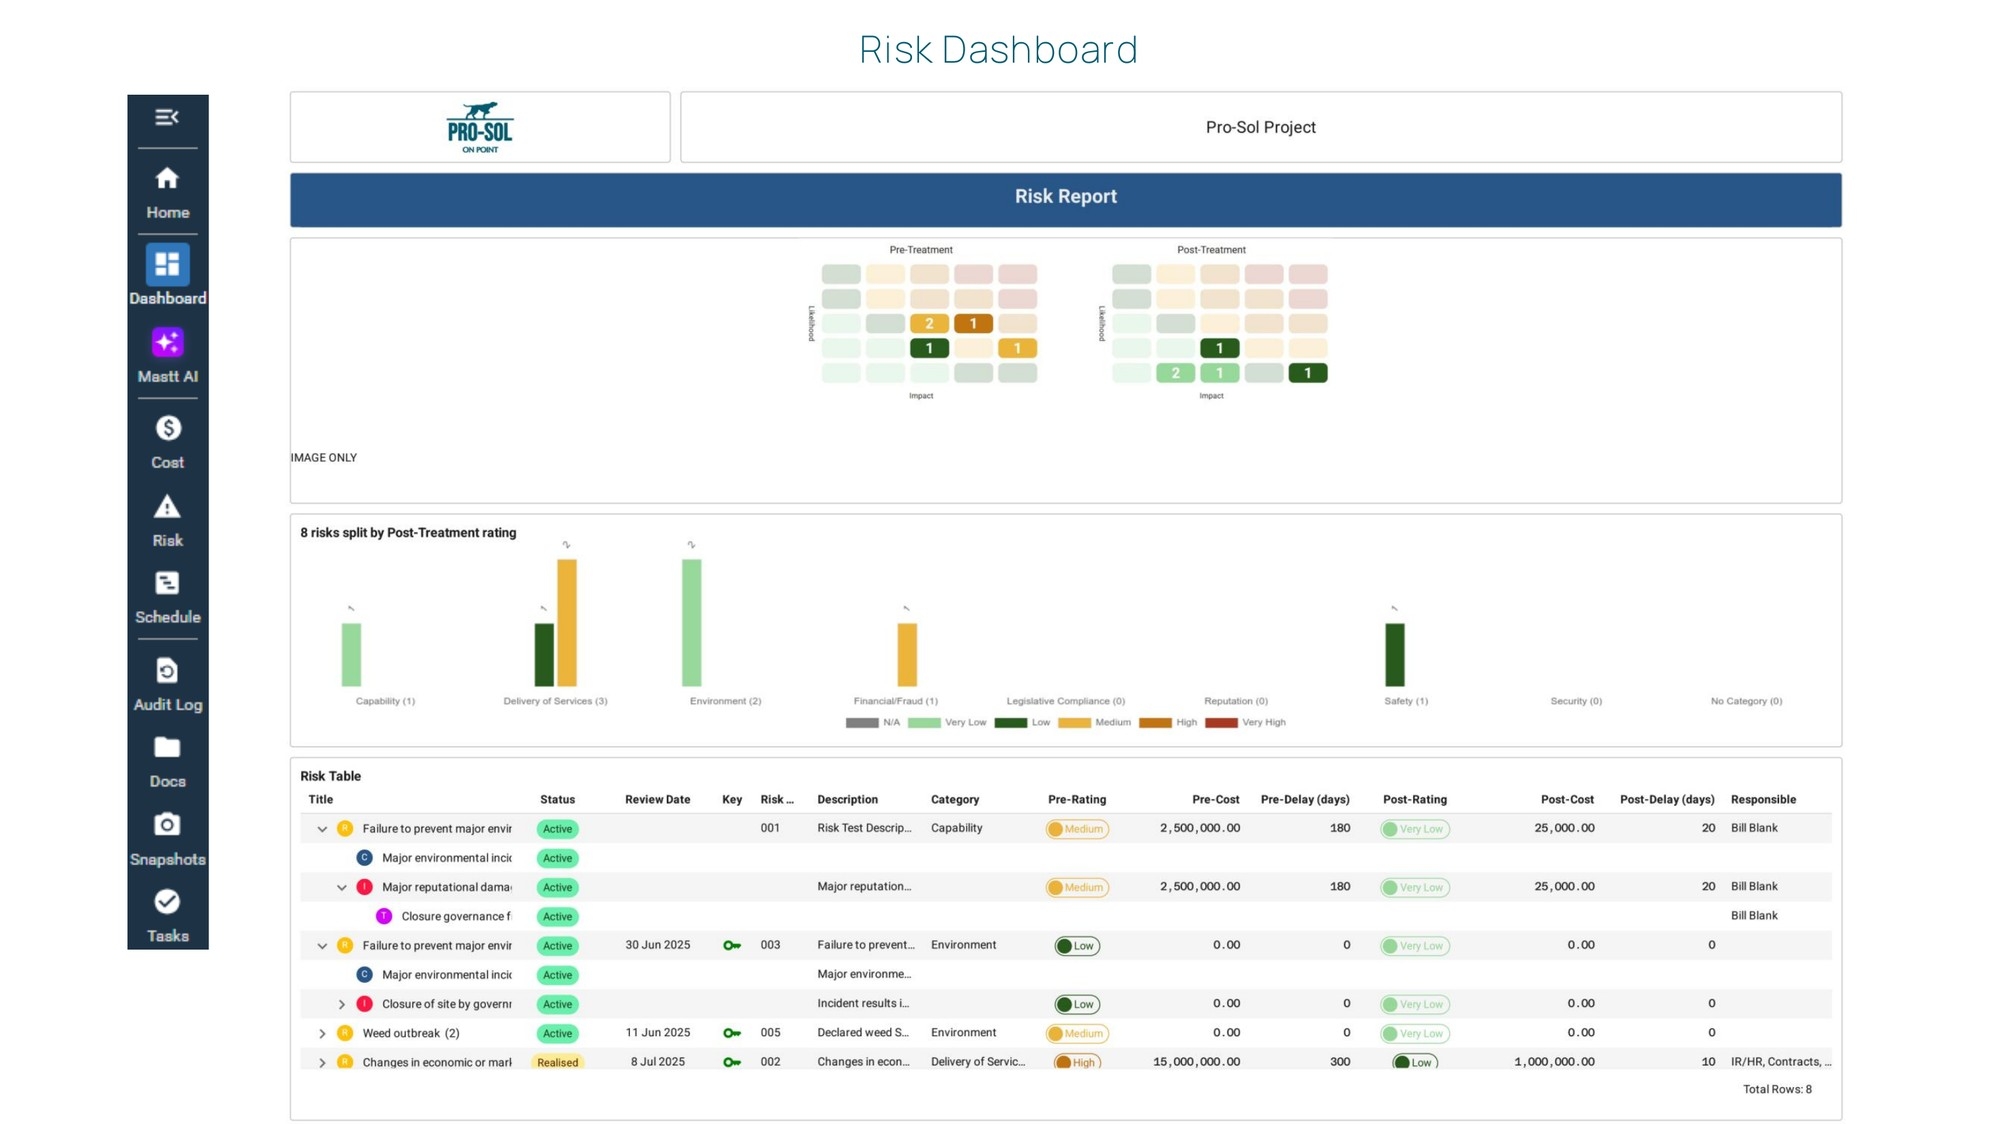 Risk Dashboard
Home
Dashboard
Mastt AI
Cost
Risk
Schedule
Audit Log
Docs
Snapshots
Tasks
PRO-SOL
ON POINT
Pro-Sol Project
Risk Report
Pre-Treatment
Likelihood
2 1
1 1
Impact
Post-Treatment
Likelihood
1
2 1 1
Impact
IMAGE ONLY
8 risks split by Post-Treatment rating
1 1 2 2 1 1
Capability (1) Delivery of Services (3) Environment (2) Financial/Fraud (1) Legislative Compliance (0) Reputation (0) Safety (1) Security (0) No Category (0)
N/A Very Low Low Medium High Very High
Risk Table
Title Status Review Date Key Risk ... Description Category Pre-Rating Pre-Cost Pre-Delay (days) Post-Rating Post-Cost Post-Delay (days) Responsible
R Failure to prevent major envir Active 001 Risk Test Descrip... Capability Medium 2,500,000.00 180 Very Low 25,000.00 20 Bill Blank
C Major environmental incic Active
I Major reputational dama Active Major reputation... Medium 2,500,000.00 180 Very Low 25,000.00 20 Bill Blank
T Closure governance f Active Bill Blank
R Failure to prevent major envir Active 30 Jun 2025 003 Failure to prevent... Environment Low 0.00 0 Very Low 0.00 0
C Major environmental incic Active Major environme...
I Closure of site by governr Active Incident results i... Low 0.00 0 Very Low 0.00 0
R Weed outbreak (2) Active 11 Jun 2025 005 Declared weed S... Environment Medium 0.00 0 Very Low 0.00 0
R Changes in economic or mark Realised 8 Jul 2025 002 Changes in econ... Delivery of Servic... High 15,000,000.00 300 Low 1,000,000.00 10 IR/HR, Contracts, ...
Total Rows: 8